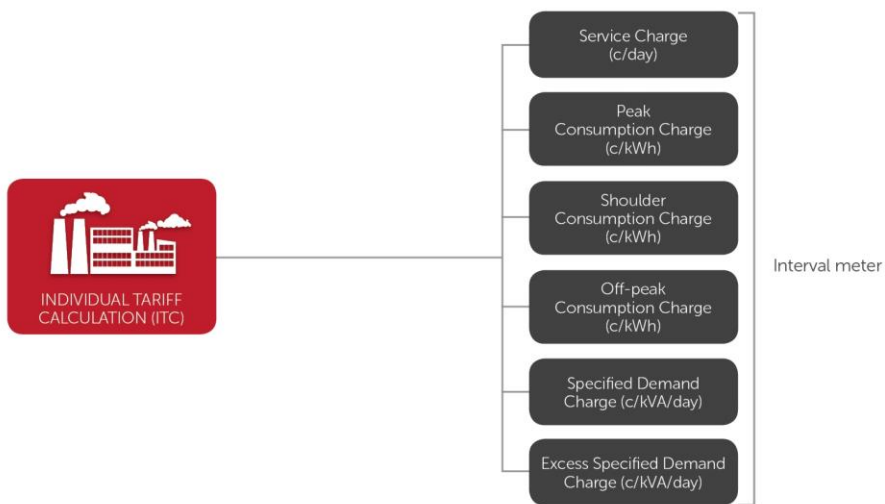 Service Charge
(c/day)
Peak
Consumption Charge
(c/kWh)
Shoulder
Consumption Charge
(c/kWh)
INDIVIDUAL TARIFF
CALCULATION (ITC)
Off-peak
Consumption Charge
(c/kWh)
Specified Demand
Charge (c/kVA/day)
Excess Specified Demand
Charge (c/kVA/day)
Interval meter